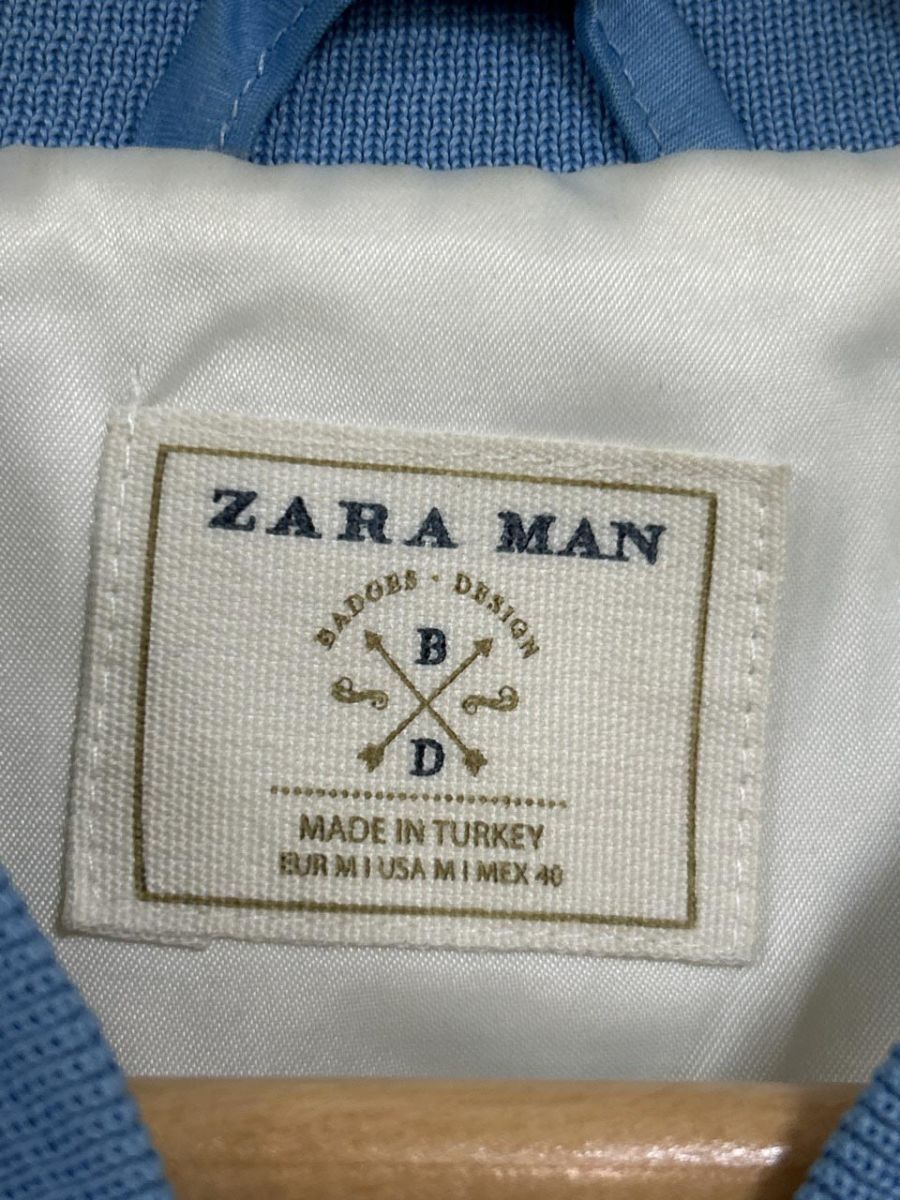 ZARA MAN
BADGES · DESIGN
B
D
MADE IN TURKEY
EUR M I USA M I MEX 40